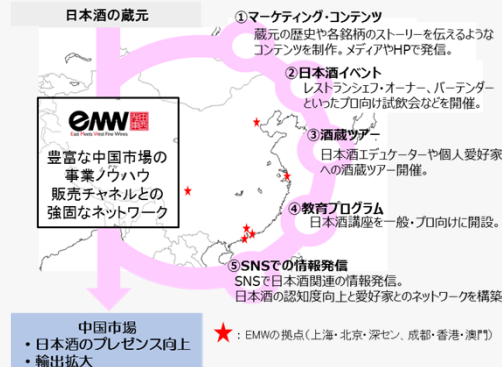 日本酒の蔵元
①マーケティング・コンテンツ
蔵元の歴史や各銘柄のストーリーを伝えるような
コンテンツを制作。メディアやHPで発信。
②日本酒イベント
レストランシェフ・オーナー、バーテンダー
といったプロ向け試飲会などを開催。
③酒蔵ツアー
日本酒エデュケーターや個人愛好家
への酒蔵ツアー開催。
④教育プログラム
日本酒講座を一般・プロ向けに開設。
⑤SNSでの情報発信
SNSで日本酒関連の情報発信。
日本酒の認知度向上と愛好家とのネットワークを構築
EMW
East Meets West Fine Wines
豊富な中国市場の
事業ノウハウ
販売チャネルとの
強固なネットワーク
中国市場
・日本酒のプレゼンス向上
・輸出拡大
★：EMWの拠点(上海・北京・深セン、成都・香港・澳門)